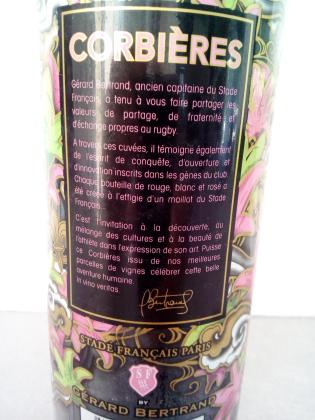 CORBIÈRES
Gérard Bertrand, ancien capitaine du Stade
Français, a tenu à vous faire partager les
valeurs de partage, de fraternité et
d'échange propres au rugby.
A travers ces cuvées, il témoigne également
de l'esprit de conquête, d'ouverture et
d'innovation inscrits dans les gênes du club.
Chaque bouteille de rouge, blanc et rosé a
été créée à l'effigie d'un maillot du Stade
Français.
C'est l'invitation à la découverte, au
mélange des cultures et à la beauté de
l'athlète dans l'expression de son art. Puisse
ce Corbières issu de nos meilleures
parcelles de vignes célébrer cette belle
aventure humaine.
in vino veritas.
STADE FRANÇAIS PARIS
SF
BY
GÉRARD BERTRAND